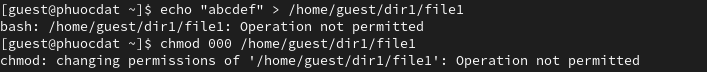 [guest@phuocdat ~]$ echo "abcdef" > /home/guest/dir1/file1
bash: /home/guest/dir1/file1: Operation not permitted
[guest@phuocdat ~]$ chmod 000 /home/guest/dir1/file1
chmod: changing permissions of '/home/guest/dir1/file1': Operation not permitted